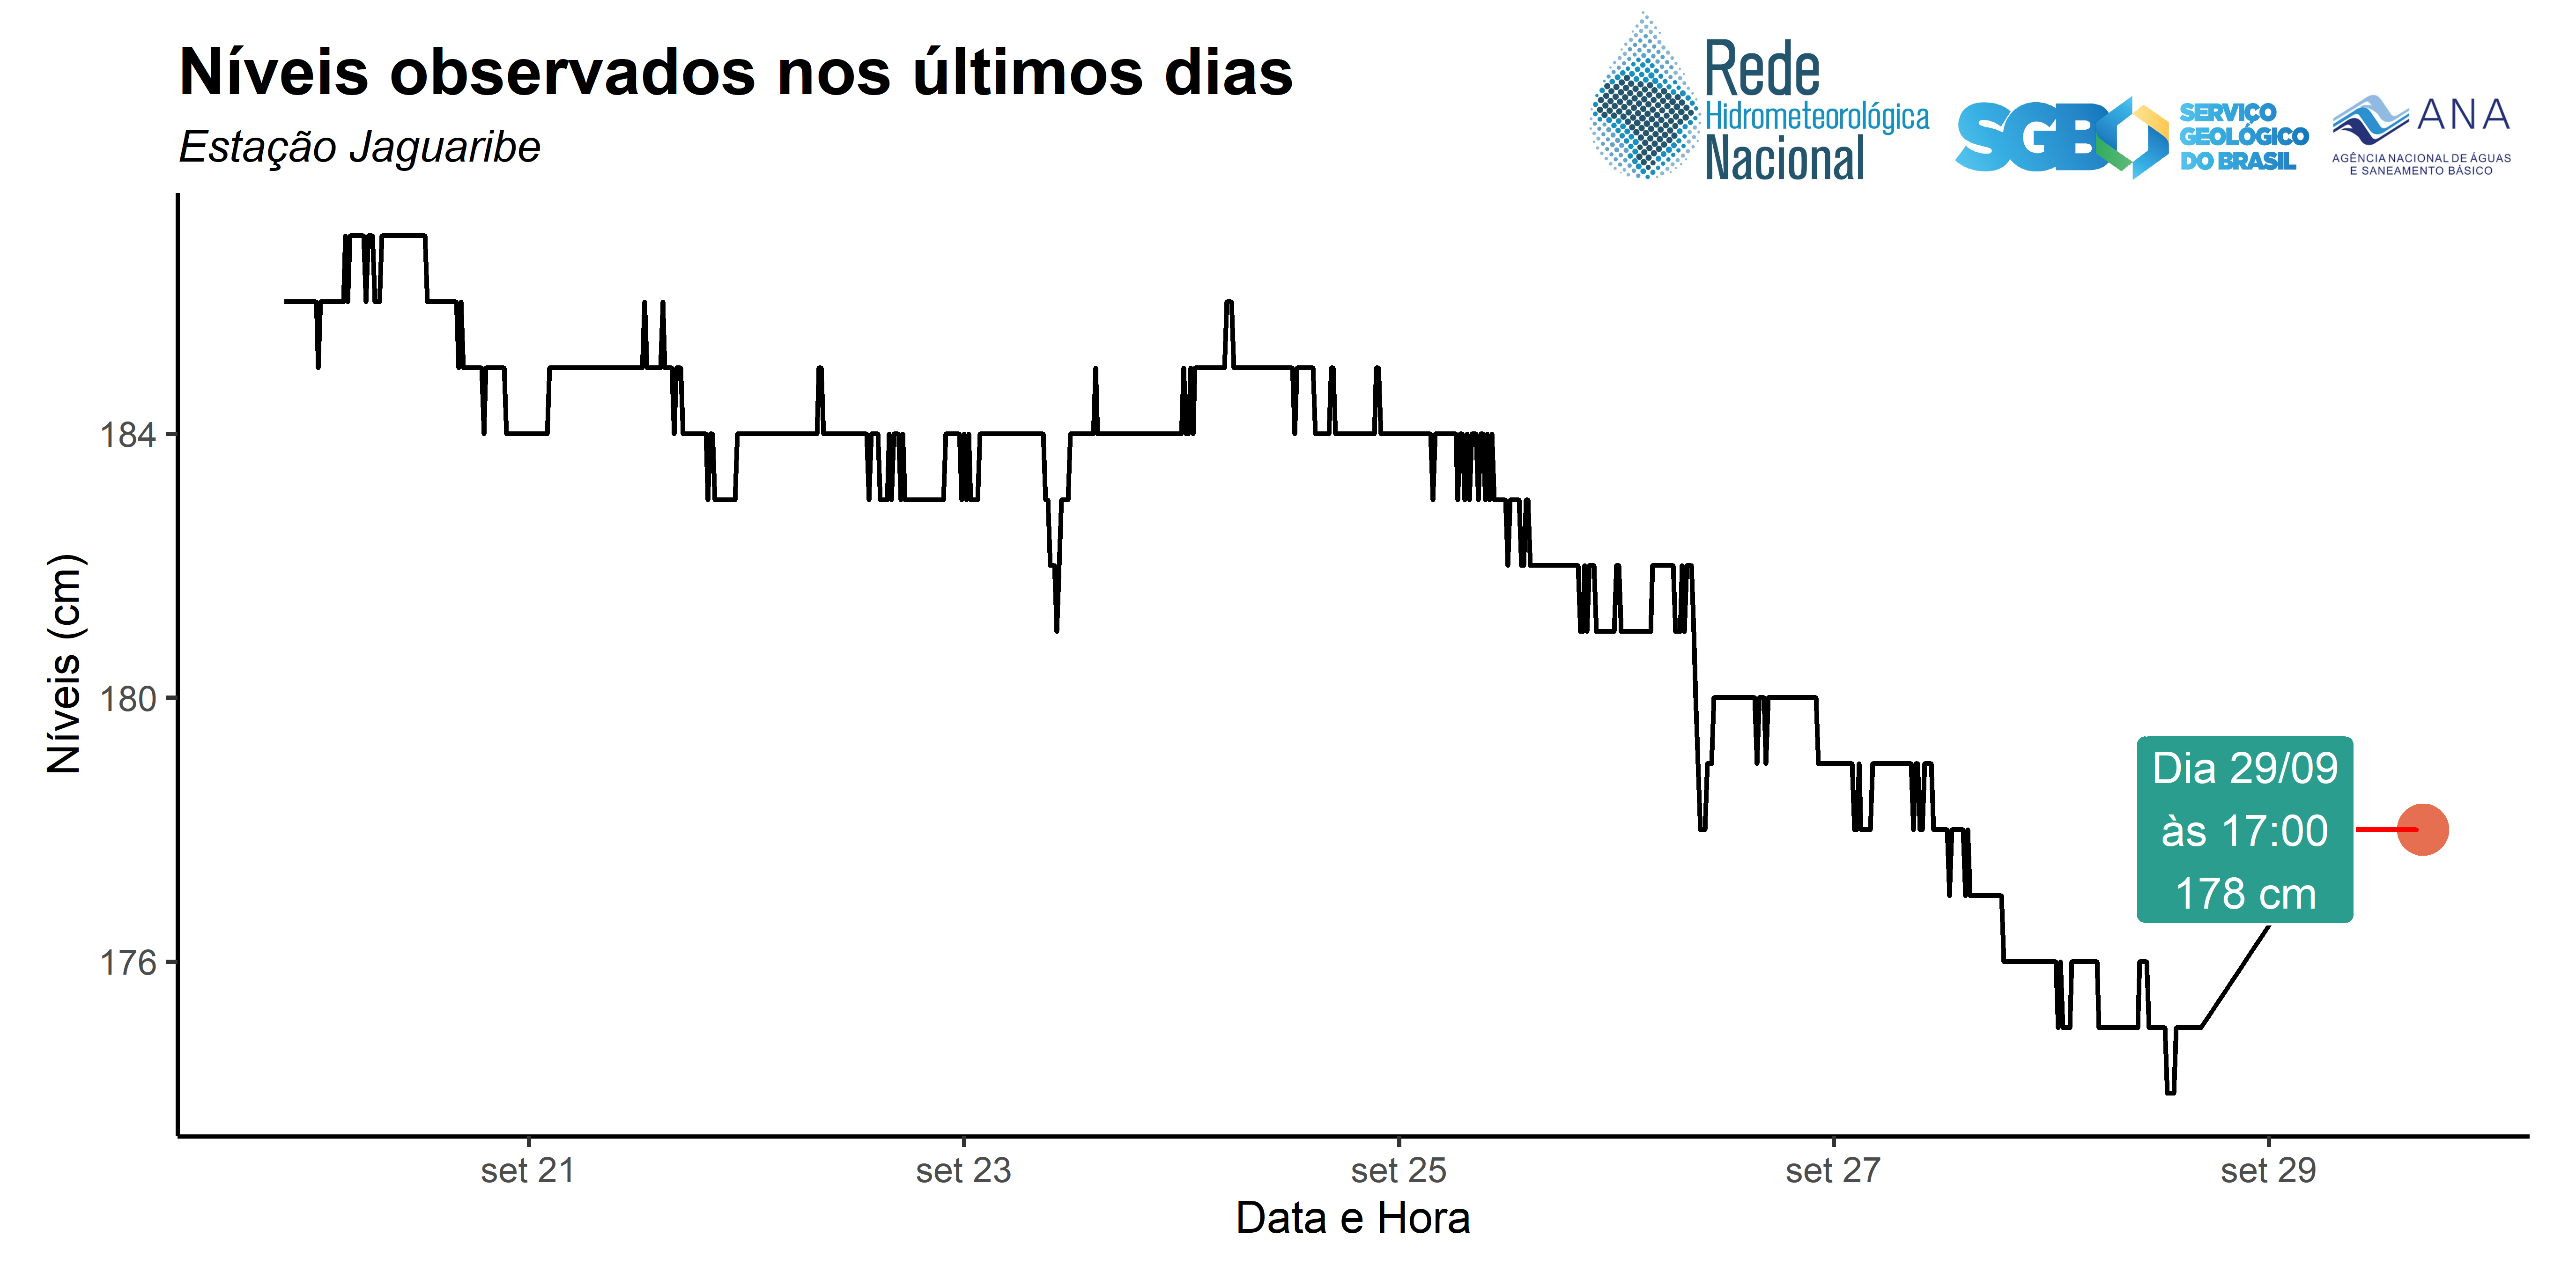 Níveis observados nos últimos dias
Estação Jaguaribe
Rede
Hidrometeorológica
Nacional
SGB
SERVIÇO
GEOLÓGICO
DO BRASIL
ANA
AGÊNCIA NACIONAL DE ÁGUAS
E SANEAMENTO BÁSICO
Níveis (cm)
184
180
176
Dia 29/09
às 17:00
178 cm
set 21
set 23
set 25
set 27
set 29
Data e Hora